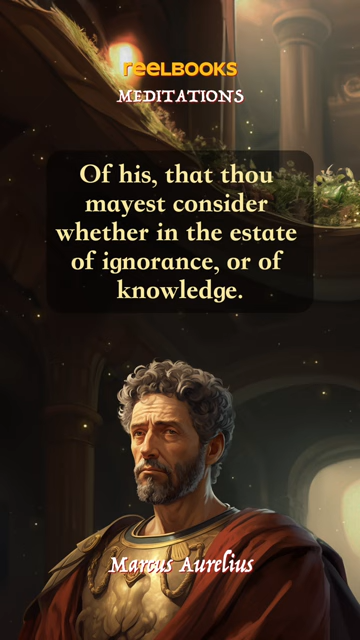 reelbooks
MEDITATIONS
Of his, that thou
mayest consider
whether in the estate
of ignorance, or of
knowledge.
Marcus Aurelius